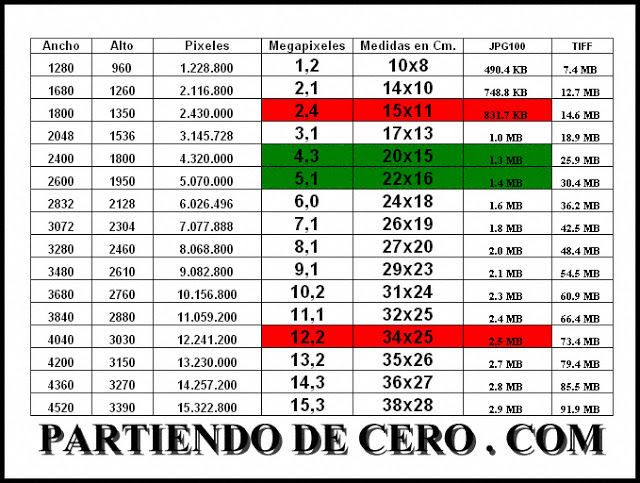 Ancho Alto Pixeles Megapixeles Medidas en Cm. JPG100 TIFF
1280 960 1.228.800 1,2 10x8 490.4 KB 7.4 MB
1680 1260 2.116.800 2,1 14x10 748.8 KB 12.7 MB
1800 1350 2.430.000 2,4 15x11 831.7 KB 14.6 MB
2048 1536 3.145.728 3,1 17x13 1.0 MB 18.9 MB
2400 1800 4.320.000 4,3 20x15 1.3 MB 25.9 MB
2600 1950 5.070.000 5,1 22x16 1.4 MB 30.4 MB
2832 2128 6.026.496 6,0 24x18 1.6 MB 36.2 MB
3072 2304 7.077.888 7,1 26x19 1.8 MB 42.5 MB
3280 2460 8.068.800 8,1 27x20 2.0 MB 48.4 MB
3480 2610 9.082.800 9,1 29x23 2.1 MB 54.5 MB
3680 2760 10.156.800 10,2 31x24 2.3 MB 60.9 MB
3840 2880 11.059.200 11,1 32x25 2.4 MB 66.4 MB
4040 3030 12.241.200 12,2 34x25 2.5 MB 73.4 MB
4200 3150 13.230.000 13,2 35x26 2.7 MB 79.4 MB
4360 3270 14.257.200 14,3 36x27 2.8 MB 85.5 MB
4520 3390 15.322.800 15,3 38x28 2.9 MB 91.9 MB
PARTIENDO DE CERO . COM